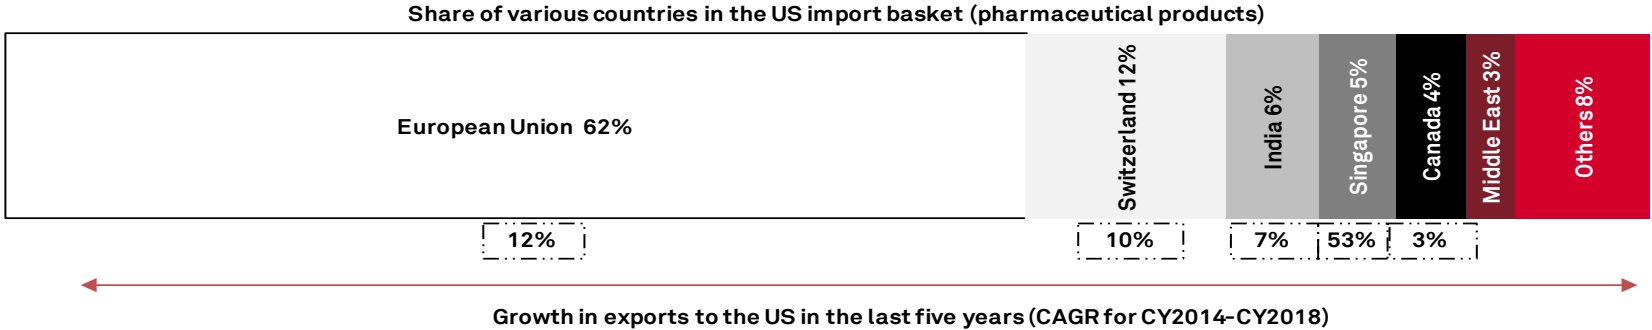 Share of various countries in the US import basket (pharmaceutical products)
European Union 62%
Switzerland 12%
India 6%
Singapore 5%
Canada 4%
Middle East 3%
Others 8%
12%
10%
7%
53%
3%
Growth in exports to the US in the last five years (CAGR for CY2014-CY2018)